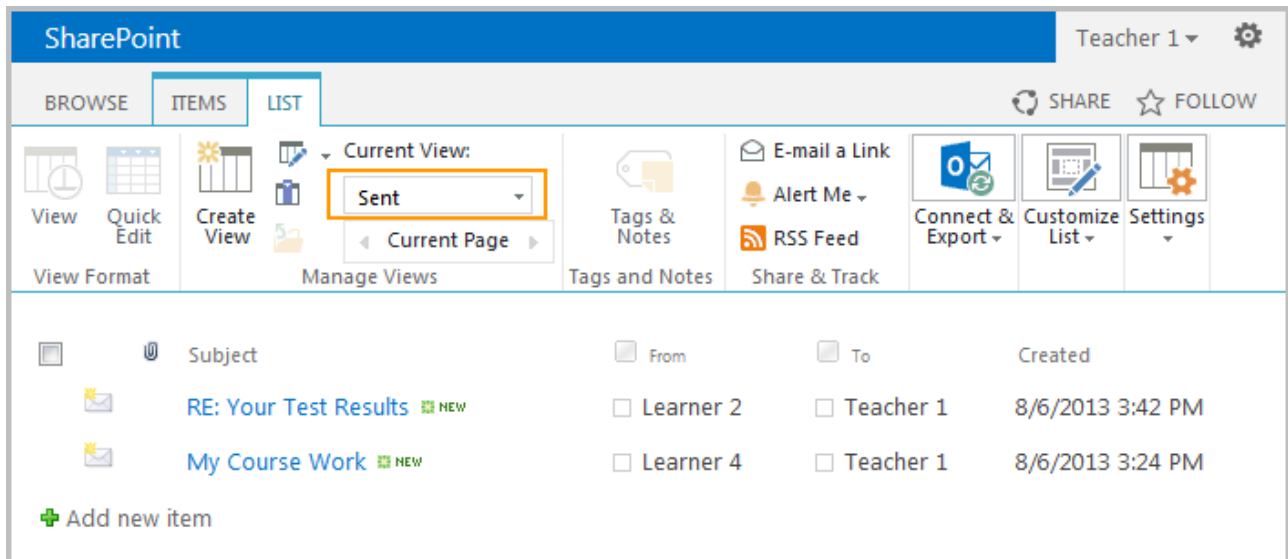 SharePoint
Teacher 1
BROWSE ITEMS LIST SHARE FOLLOW
View
Quick Edit
View Format
Create View
Current View:
Sent
Current Page
Manage Views
Tags & Notes
Tags and Notes
E-mail a Link
Alert Me
RSS Feed
Share & Track
Connect & Export
Customize List
Settings
Subject From To Created
RE: Your Test Results NEW Learner 2 Teacher 1 8/6/2013 3:42 PM
My Course Work NEW Learner 4 Teacher 1 8/6/2013 3:24 PM
Add new item